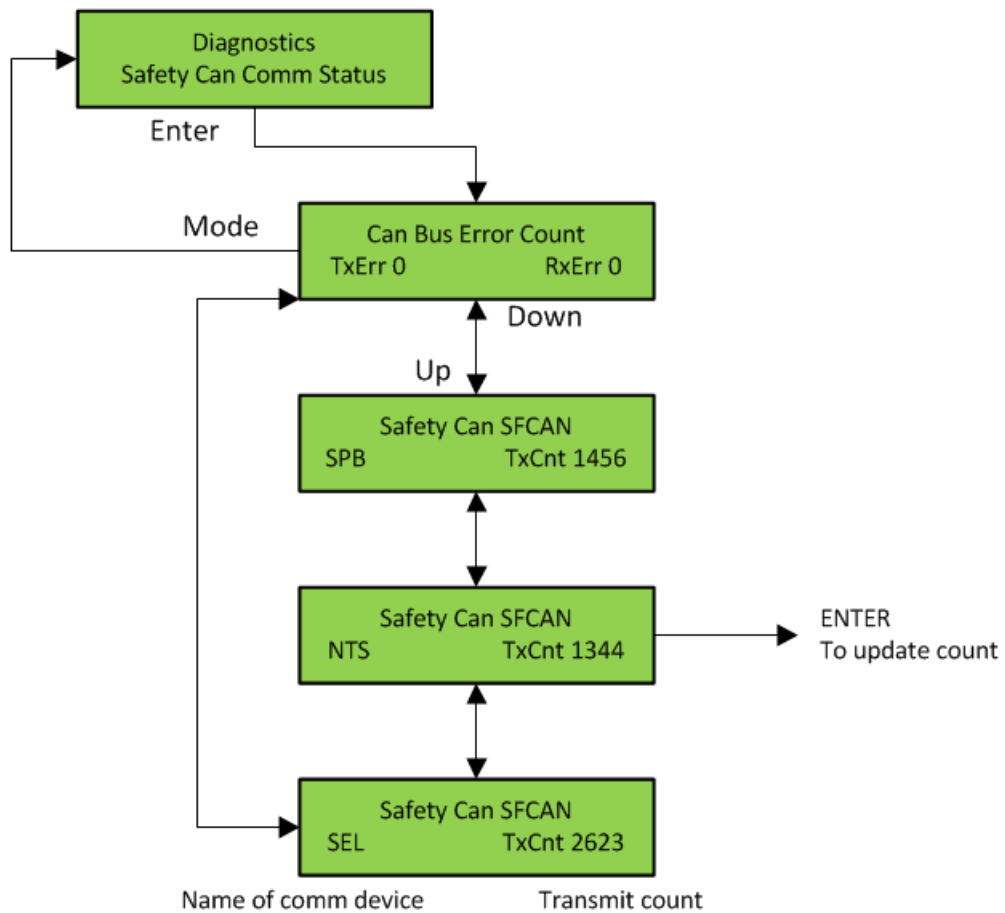 Diagnostics
Safety Can Comm Status
Enter
Mode
Can Bus Error Count
TxErr 0 RxErr 0
Down
Up
Safety Can SFCAN
SPB TxCnt 1456
Safety Can SFCAN
NTS TxCnt 1344
ENTER
To update count
Safety Can SFCAN
SEL TxCnt 2623
Name of comm device Transmit count